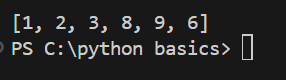 [1, 2, 3, 8, 9, 6]
PS C:\python basics>